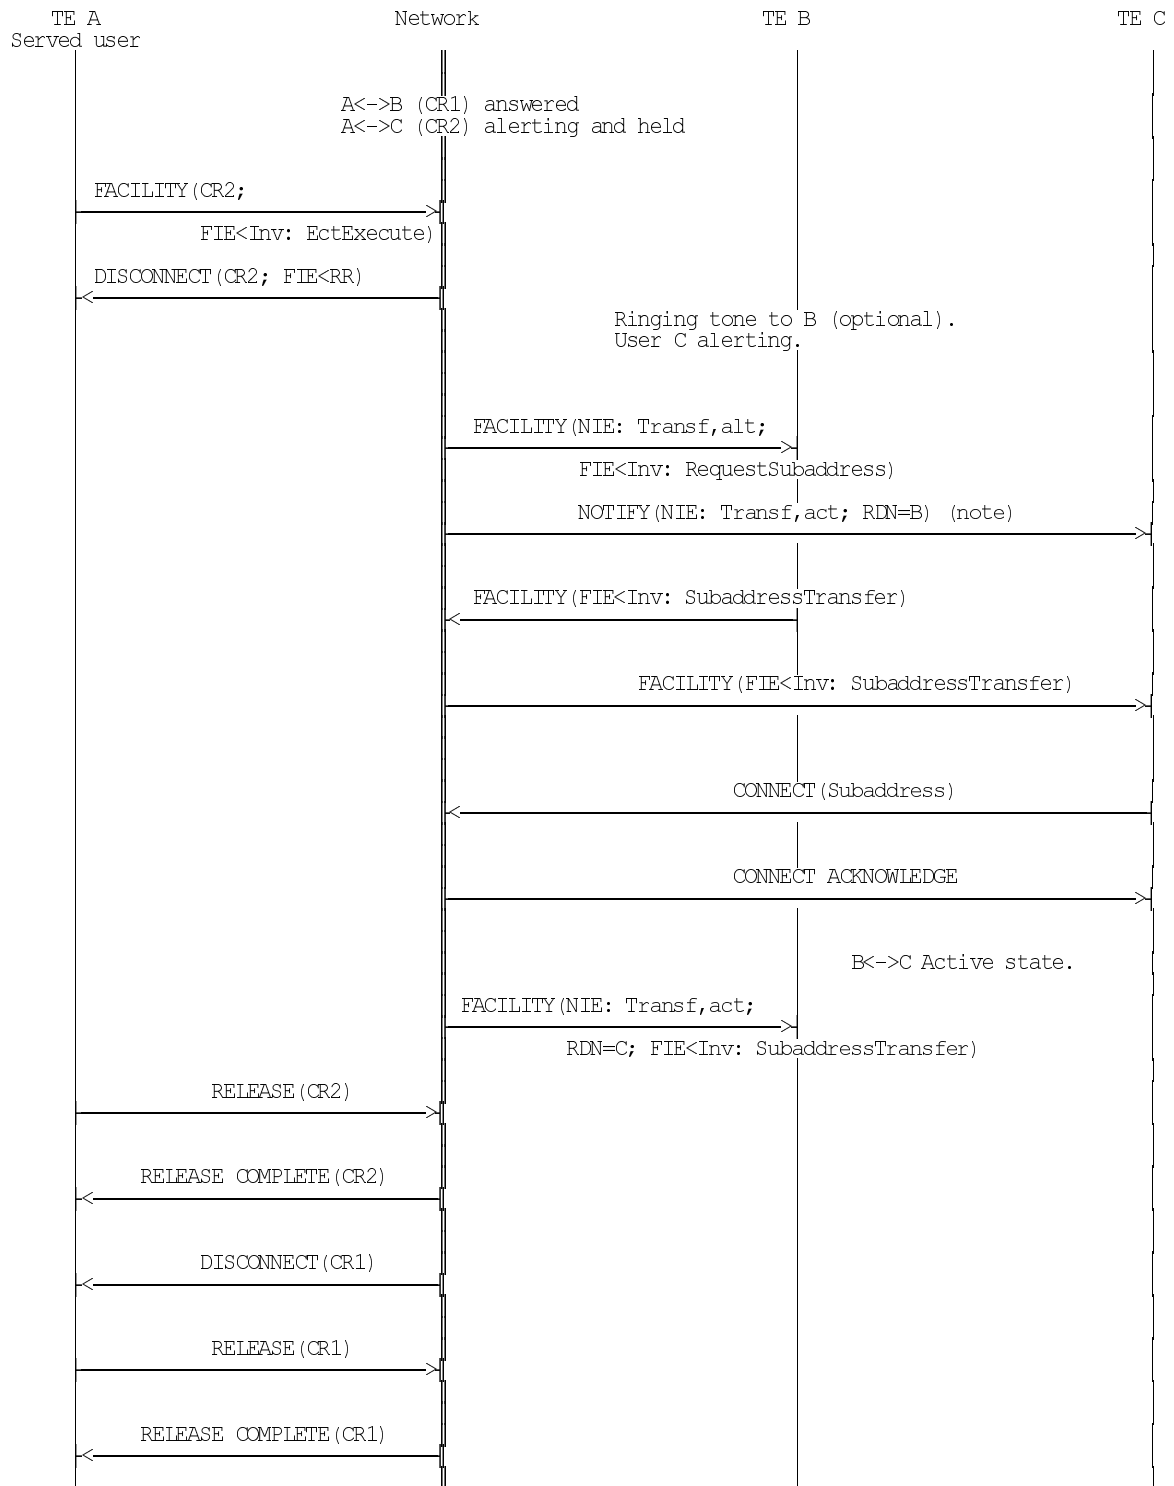 TE A Network TE B TE C
Served user
A<->B (CR1) answered
A<->C (CR2) alerting and held
FACILITY(CR2;
FIE<Inv: EctExecute)
DISCONNECT(CR2; FIE<RR)
Ringing tone to B (optional).
User C alerting.
FACILITY(NIE: Transf,alt;
FIE<Inv: RequestSubaddress)
NOTIFY(NIE: Transf,act; RDN=B) (note)
FACILITY(FIE<Inv: SubaddressTransfer)
FACILITY(FIE<Inv: SubaddressTransfer)
CONNECT(Subaddress)
CONNECT ACKNOWLEDGE
B<->C Active state.
FACILITY(NIE: Transf,act;
RDN=C; FIE<Inv: SubaddressTransfer)
RELEASE(CR2)
RELEASE COMPLETE(CR2)
DISCONNECT(CR1)
RELEASE(CR1)
RELEASE COMPLETE(CR1)